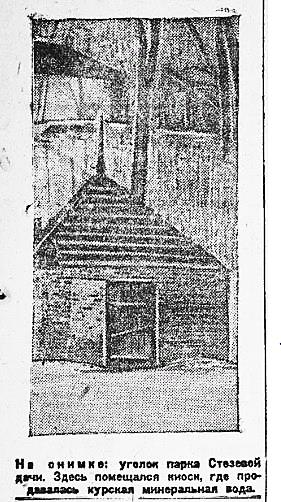 На снимке: уголок парка Стезевой
дачи. Здесь помещался киоск, где про-
давалась курская минеральная вода.